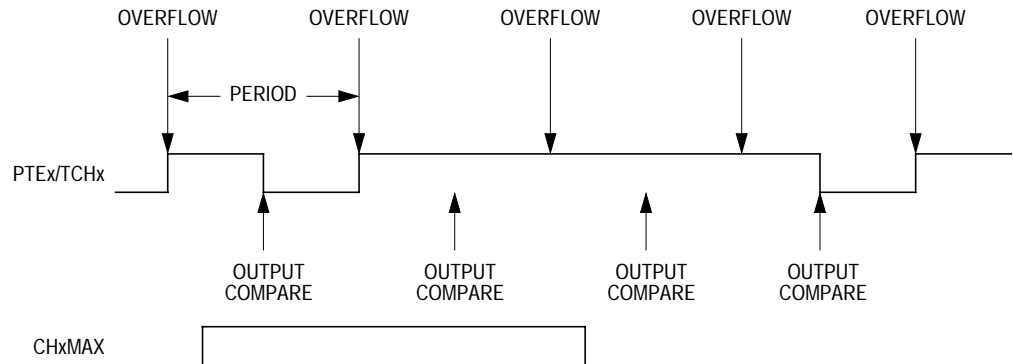 OVERFLOW OVERFLOW OVERFLOW OVERFLOW OVERFLOW
PERIOD
PTEx/TCHx
OUTPUT COMPARE
OUTPUT COMPARE
OUTPUT COMPARE
OUTPUT COMPARE
CHxMAX